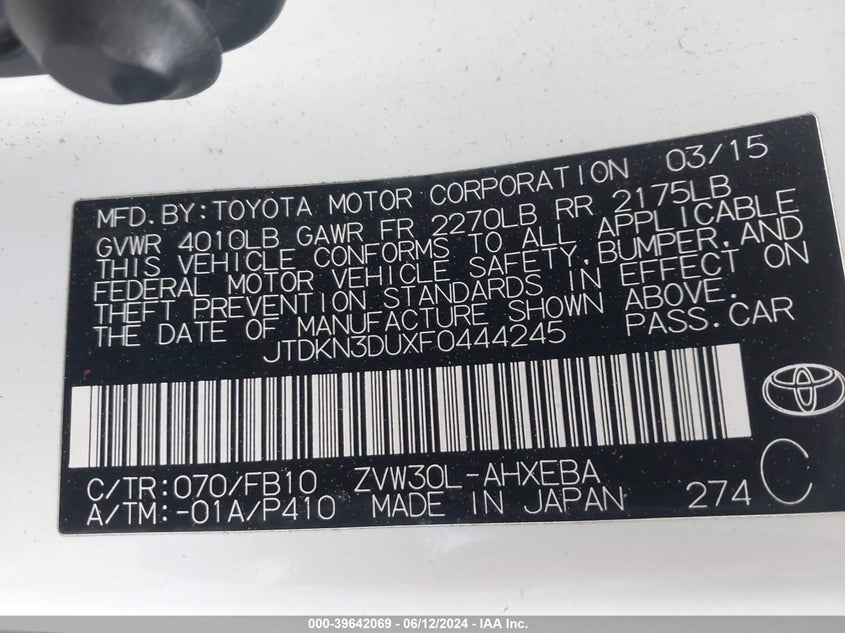 MFD.BY:TOYOTA MOTOR CORPORATION 03/15
GVWR 4010LB GAWR FR 2270LB RR 2175LB
THIS VEHICLE CONFORMS TO ALL APPLICABLE
FEDERAL MOTOR VEHICLE SAFETY,BUMPER,AND
THEFT PREVENTION STANDARDS IN EFFECT ON
THE DATE OF MANUFACTURE SHOWN ABOVE.
JTDKN3DUXF0444245 PASS.CAR
C/TR:070/FB10 ZVW30L-AHXEBA
A/TM:-01A/P410 MADE IN JAPAN 274 C
000-39642069 - 06/12/2024 - IAA Inc.